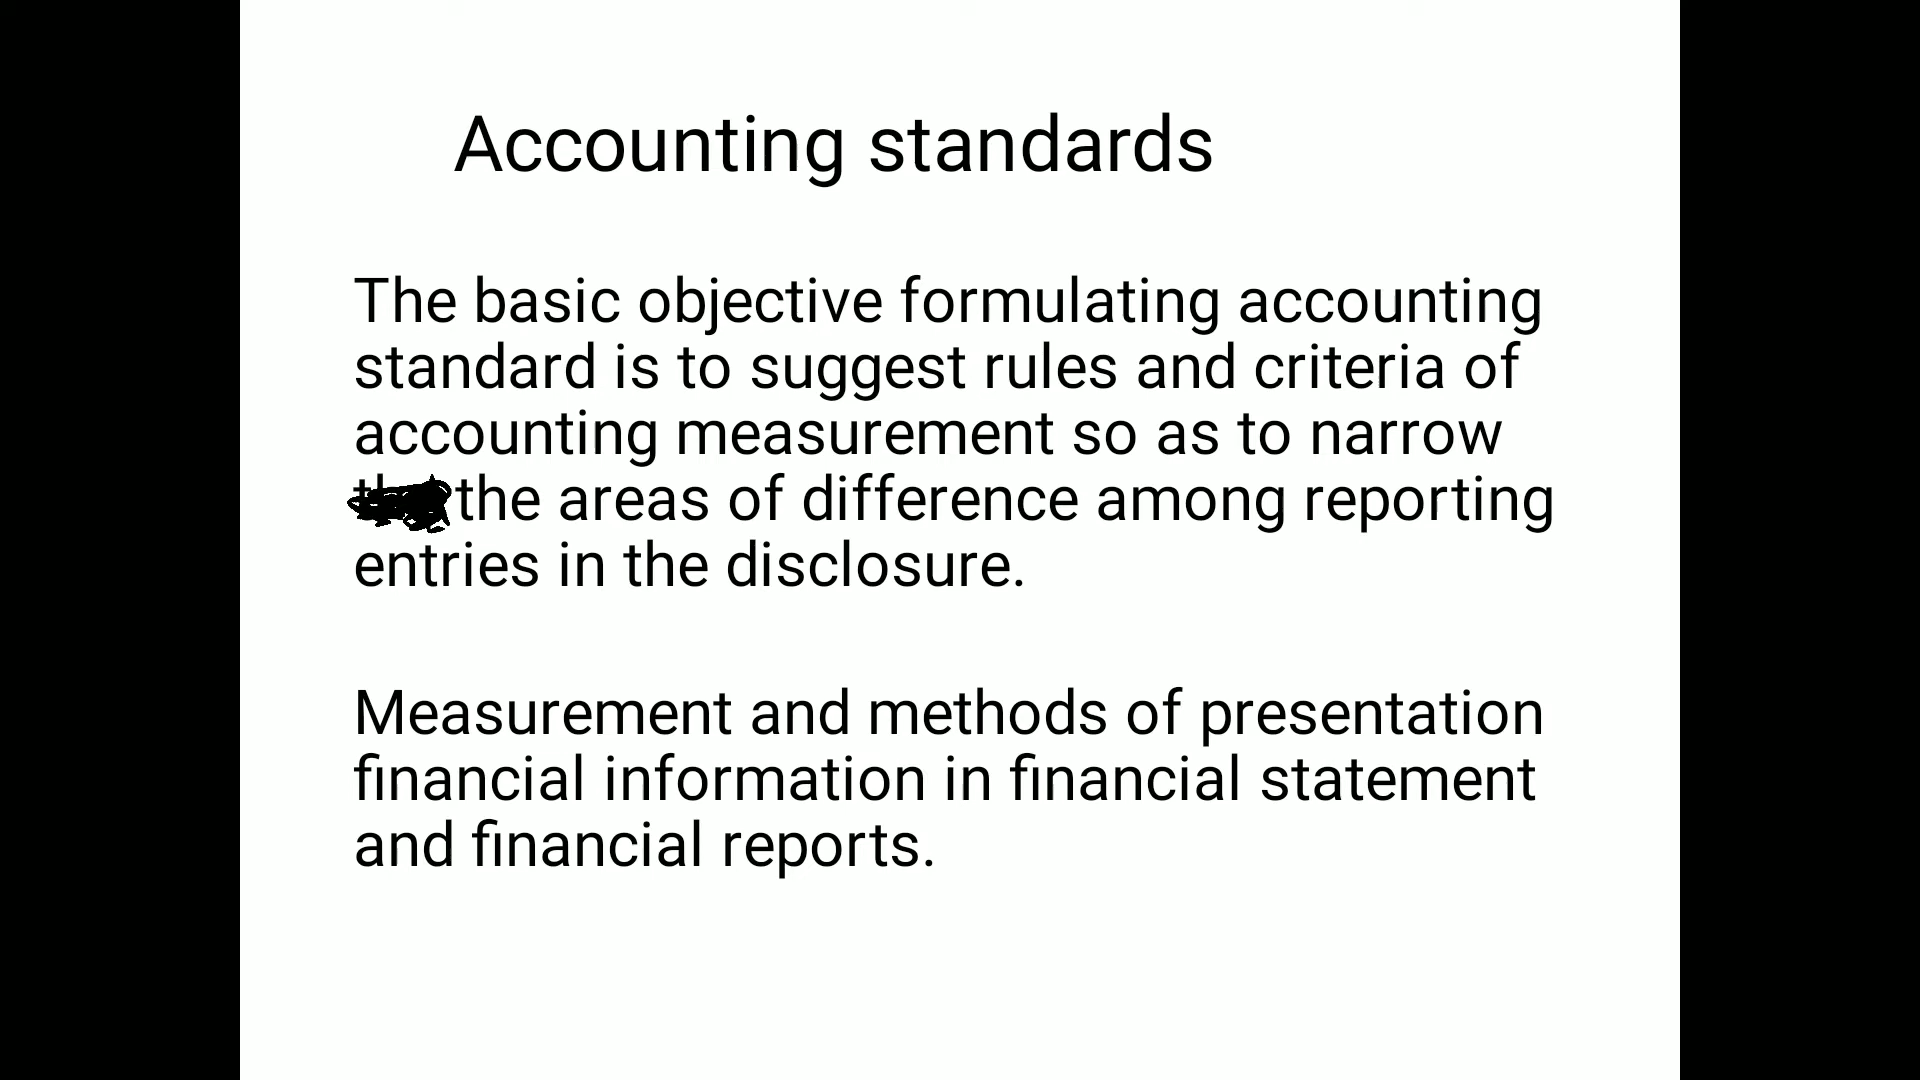 Accounting standards
The basic objective formulating accounting
standard is to suggest rules and criteria of
accounting measurement so as to narrow
the areas of difference among reporting
entries in the disclosure.
Measurement and methods of presentation
financial information in financial statement
and financial reports.